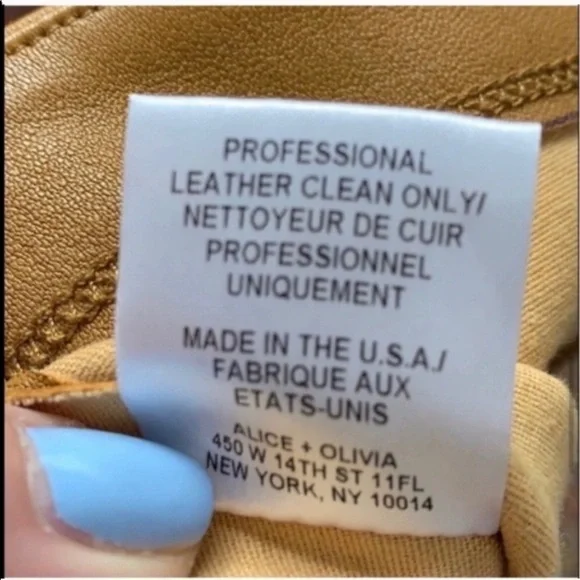 PROFESSIONAL
LEATHER CLEAN ONLY/
NETTOYEUR DE CUIR
PROFESSIONNEL
UNIQUEMENT
MADE IN THE U.S.A./
FABRIQUE AUX
ETATS-UNIS
ALICE + OLIVIA
450 W 14TH ST 11FL
NEW YORK, NY 10014